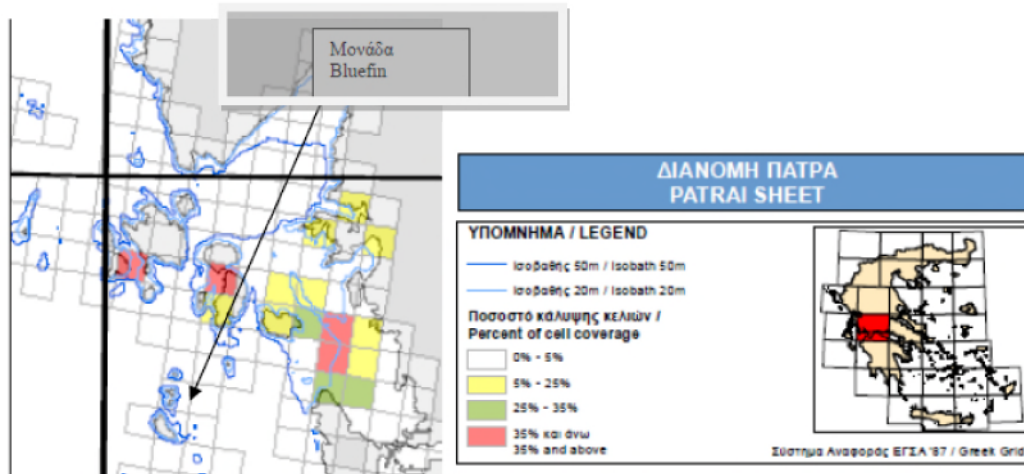 Μονάδα
Bluefin
ΔΙΑΝΟΜΗ ΠΑΤΡΑ
PATRAI SHEET
ΥΠΟΜΝΗΜΑ / LEGEND
Ισοβαθής 50m / Isobath 50m
Ισοβαθής 20m / Isobath 20m
Ποσοστό κάλυψης κελιών /
Percent of cell coverage
0% - 5%
5% - 25%
25% - 35%
35% και άνω
35% and above
Σύστημα Αναφοράς ΕΓΣΑ '87 / Greek Grid